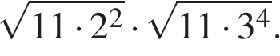 √(11 · 2²) · √(11 · 3⁴).